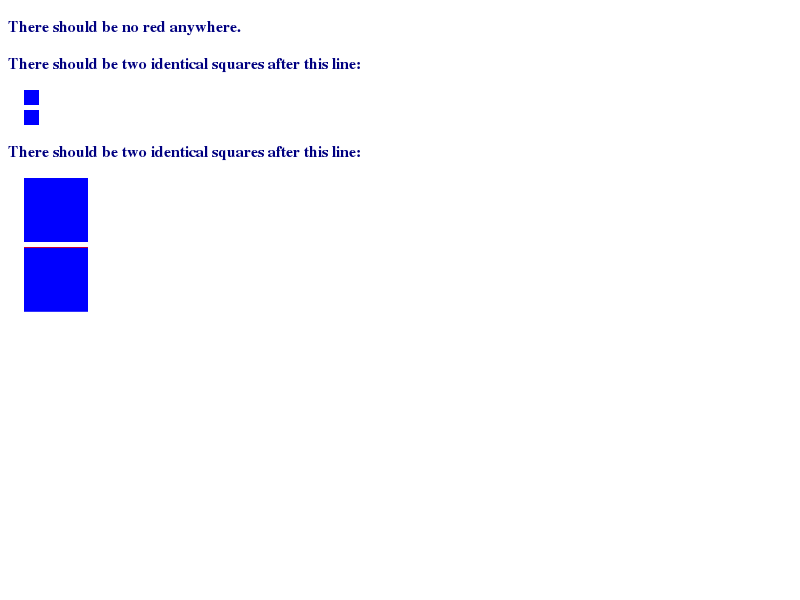 There should be no red anywhere.
There should be two identical squares after this line:
There should be two identical squares after this line: